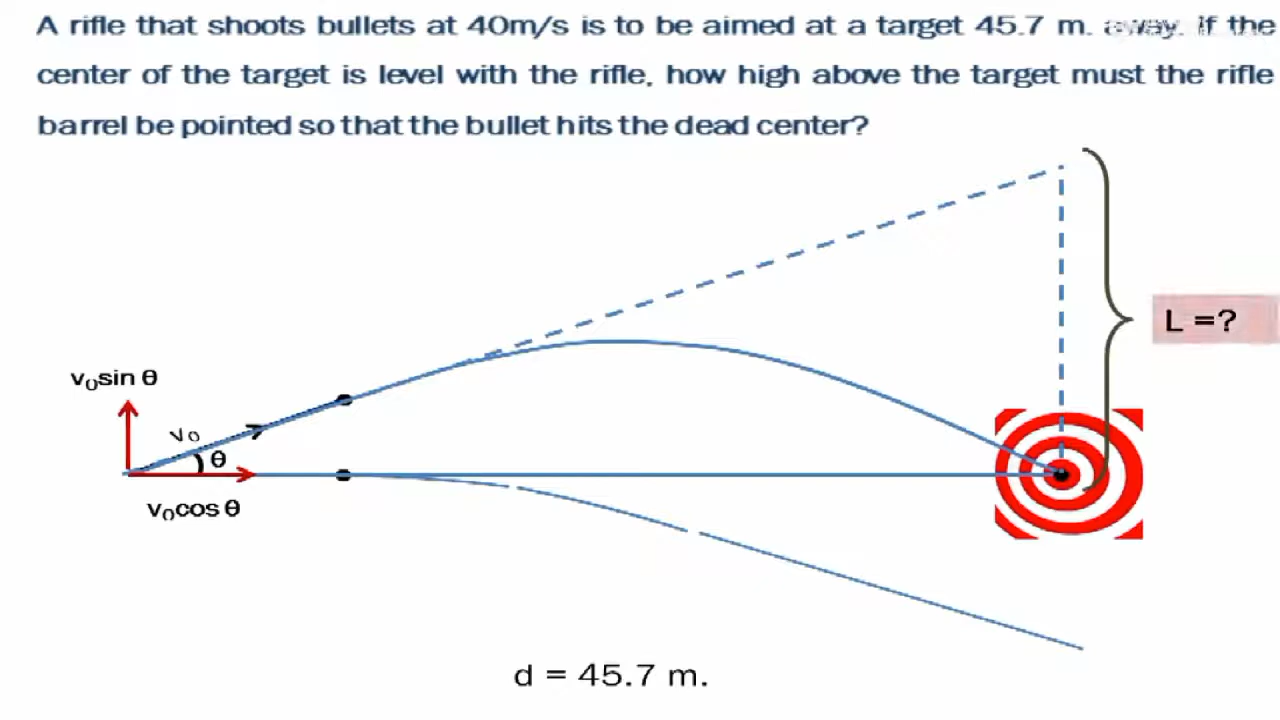 A rifle that shoots bullets at 40m/s is to be aimed at a target 45.7 m. away. If the
center of the target is level with the rifle, how high above the target must the rifle
barrel be pointed so that the bullet hits the dead center?
L =?
v₀sin θ
v₀
θ
v₀cos θ
d = 45.7 m.